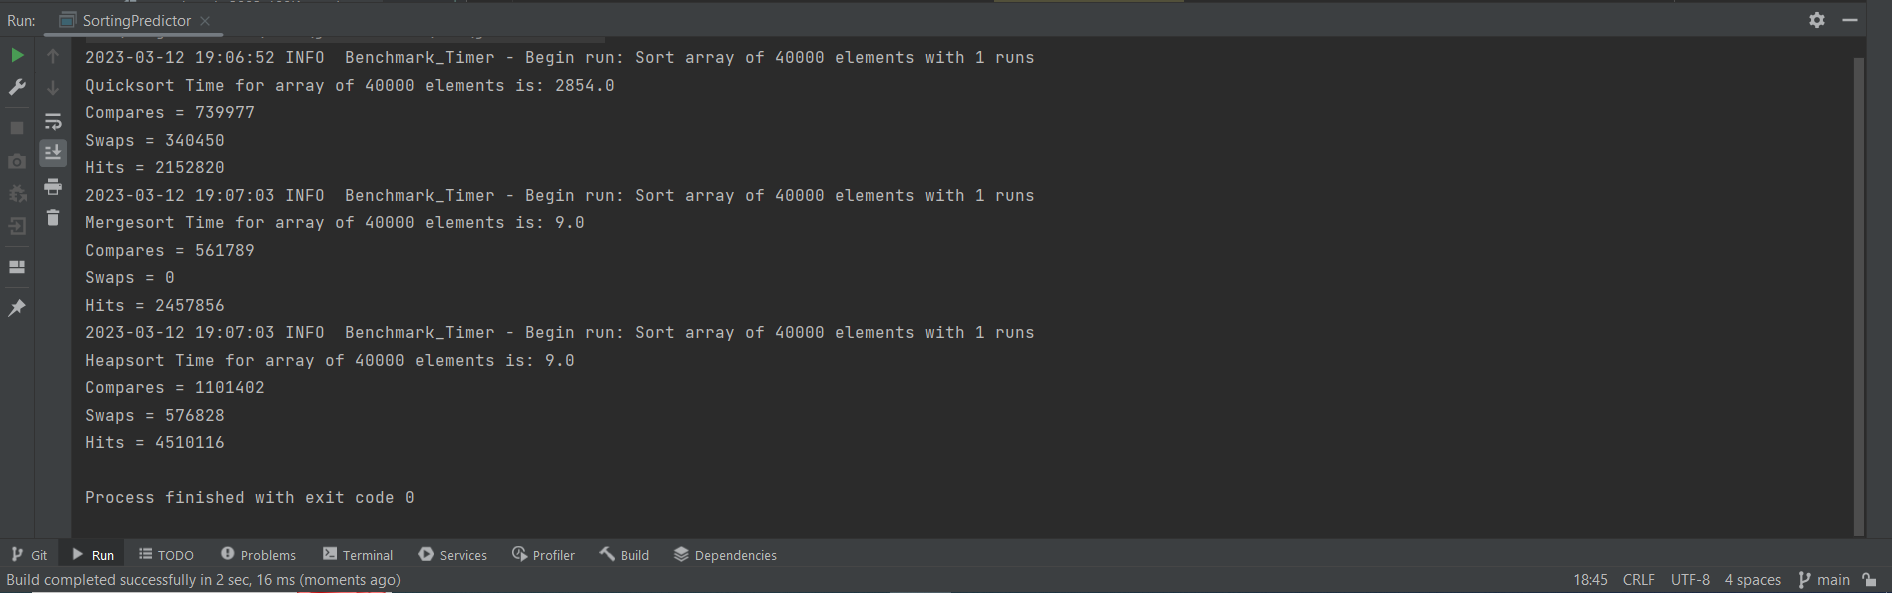 Run:
SortingPredictor
2023-03-12 19:06:52 INFO  Benchmark_Timer - Begin run: Sort array of 40000 elements with 1 runs
Quicksort Time for array of 40000 elements is: 2854.0
Compares = 739977
Swaps = 340450
Hits = 2152820
2023-03-12 19:07:03 INFO  Benchmark_Timer - Begin run: Sort array of 40000 elements with 1 runs
Mergesort Time for array of 40000 elements is: 9.0
Compares = 561789
Swaps = 0
Hits = 2457856
2023-03-12 19:07:03 INFO  Benchmark_Timer - Begin run: Sort array of 40000 elements with 1 runs
Heapsort Time for array of 40000 elements is: 9.0
Compares = 1101402
Swaps = 576828
Hits = 4510116
Process finished with exit code 0
Git Run TODO Problems Terminal Services Profiler Build Dependencies
Build completed successfully in 2 sec, 16 ms (moments ago) 18:45 CRLF UTF-8 4 spaces main